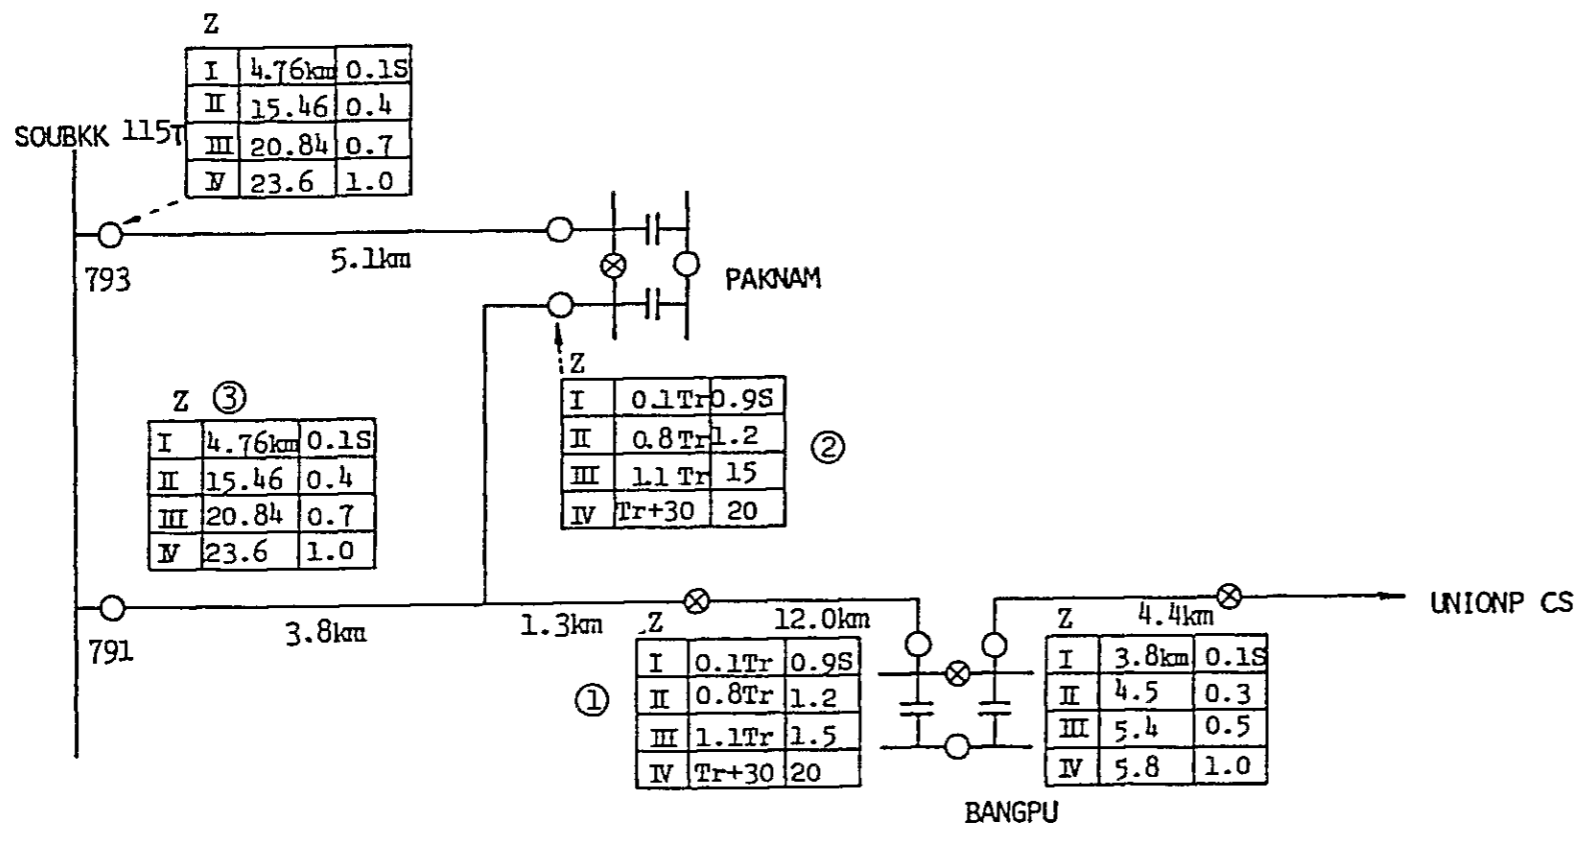 Z
I 4.76km 0.1S
II 15.46 0.4
III 20.84 0.7
IV 23.6 1.0
SOUBKK 115T
793
5.1km
PAKNAM
Z
I 0.1Tr 0.9S
II 0.8Tr 1.2
III 1.1Tr 15
IV Tr+30 20
②
Z ③
I 4.76km 0.1S
II 15.46 0.4
III 20.84 0.7
IV 23.6 1.0
791
3.8km
1.3km
12.0km
4.4km
UNIONP CS
①
Z
I 0.1Tr 0.9S
II 0.8Tr 1.2
III 1.1Tr 1.5
IV Tr+30 20
Z
I 3.8km 0.1S
II 4.5 0.3
III 5.4 0.5
IV 5.8 1.0
BANGPU